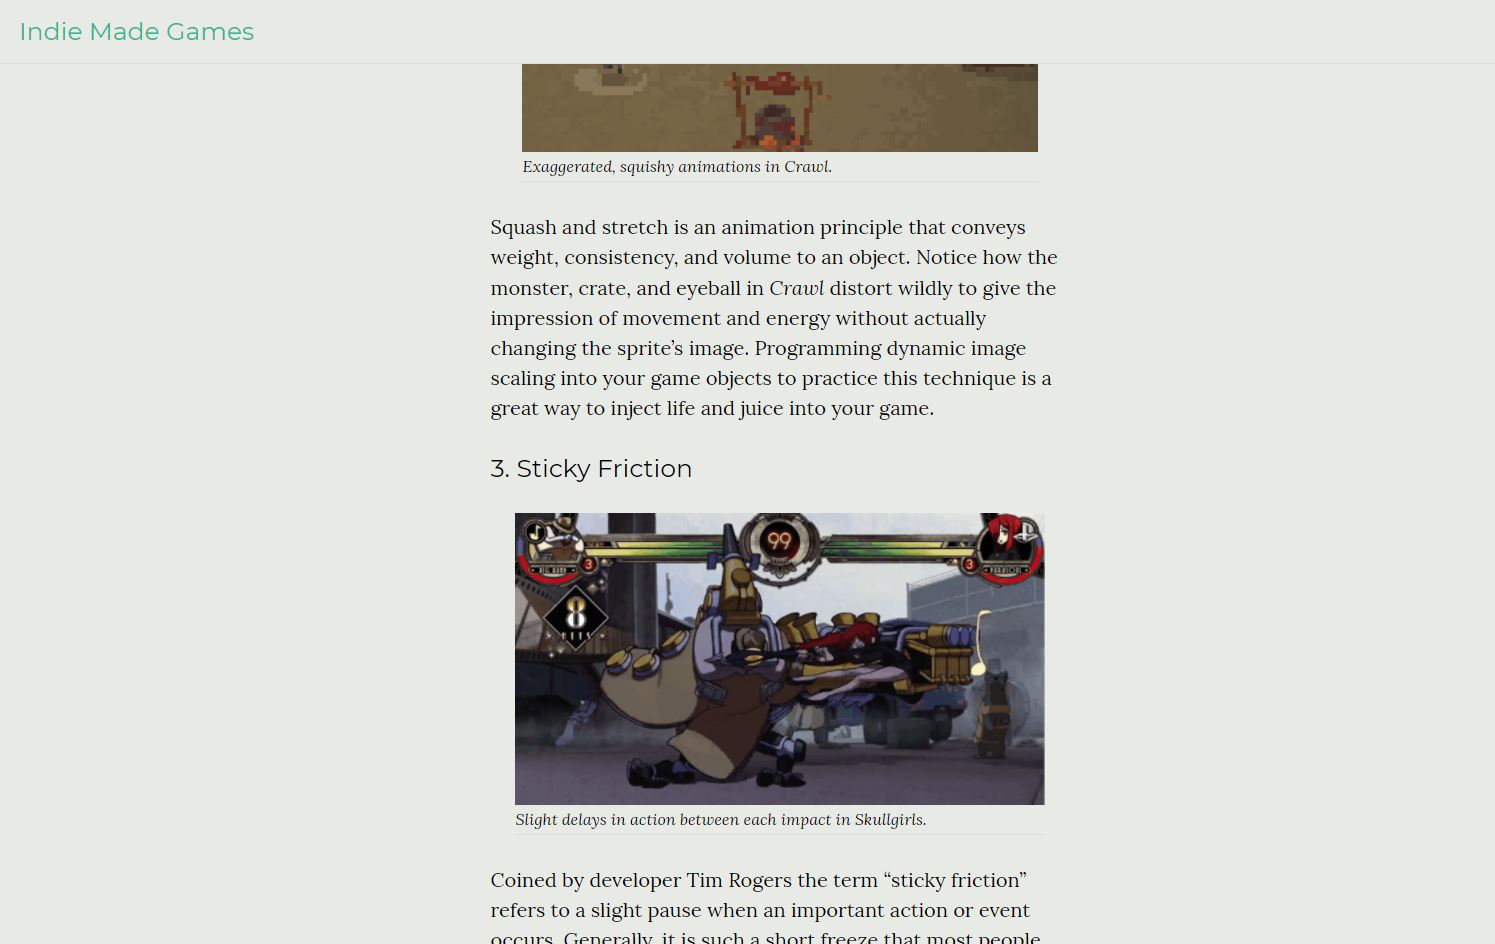 Indie Made Games
Exaggerated, squishy animations in Crawl.
Squash and stretch is an animation principle that conveys
weight, consistency, and volume to an object. Notice how the
monster, crate, and eyeball in Crawl distort wildly to give the
impression of movement and energy without actually
changing the sprite’s image. Programming dynamic image
scaling into your game objects to practice this technique is a
great way to inject life and juice into your game.
3. Sticky Friction
99
3
3
8
HITS
Slight delays in action between each impact in Skullgirls.
Coined by developer Tim Rogers the term “sticky friction”
refers to a slight pause when an important action or event
occurs. Generally, it is such a short freeze that most people